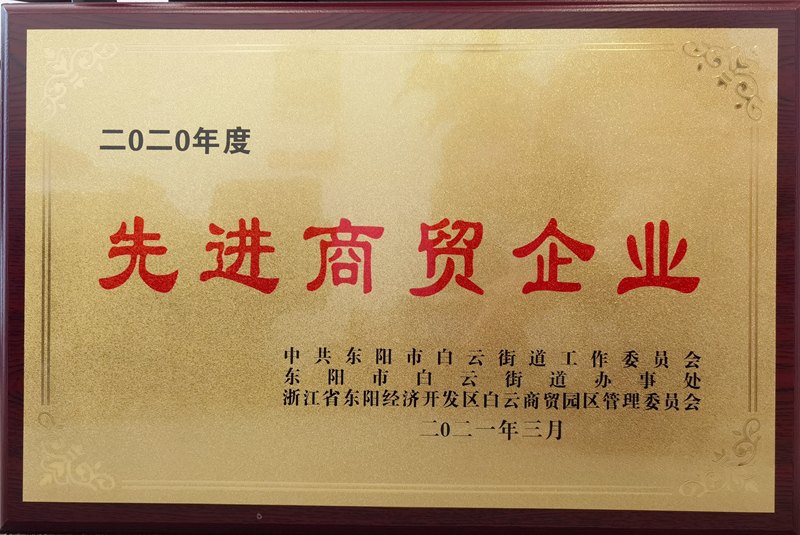 二0二0年度
先进商贸企业
中共东阳市白云街道工作委员会
东阳市白云街道办事处
浙江省东阳经济开发区白云商贸园区管理委员会
二0二一年三月